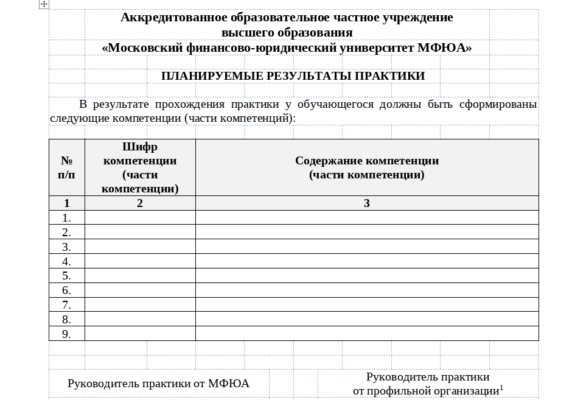 Аккредитованное образовательное частное учреждение
высшего образования
«Московский финансово-юридический университет МФЮА»
ПЛАНИРУЕМЫЕ РЕЗУЛЬТАТЫ ПРАКТИКИ
В результате прохождения практики у обучающегося должны быть сформированы
следующие компетенции (части компетенций):
№
п/п
Шифр
компетенции
(части
компетенции)
Содержание компетенции
(части компетенции)
1 2 3
1.
2.
3.
4.
5.
6.
7.
8.
9.
Руководитель практики от МФЮА
Руководитель практики
от профильной организации¹